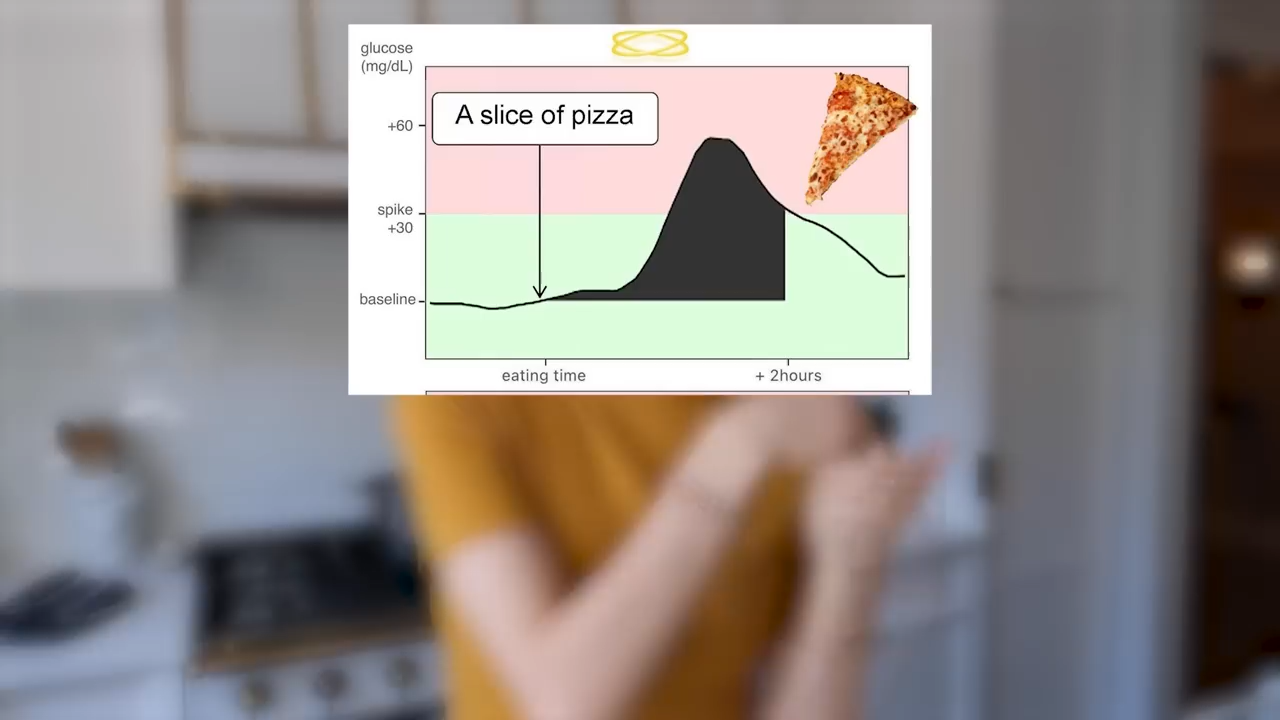 glucose
(mg/dL)
A slice of pizza
+60
spike
+30
baseline
eating time
+ 2hours